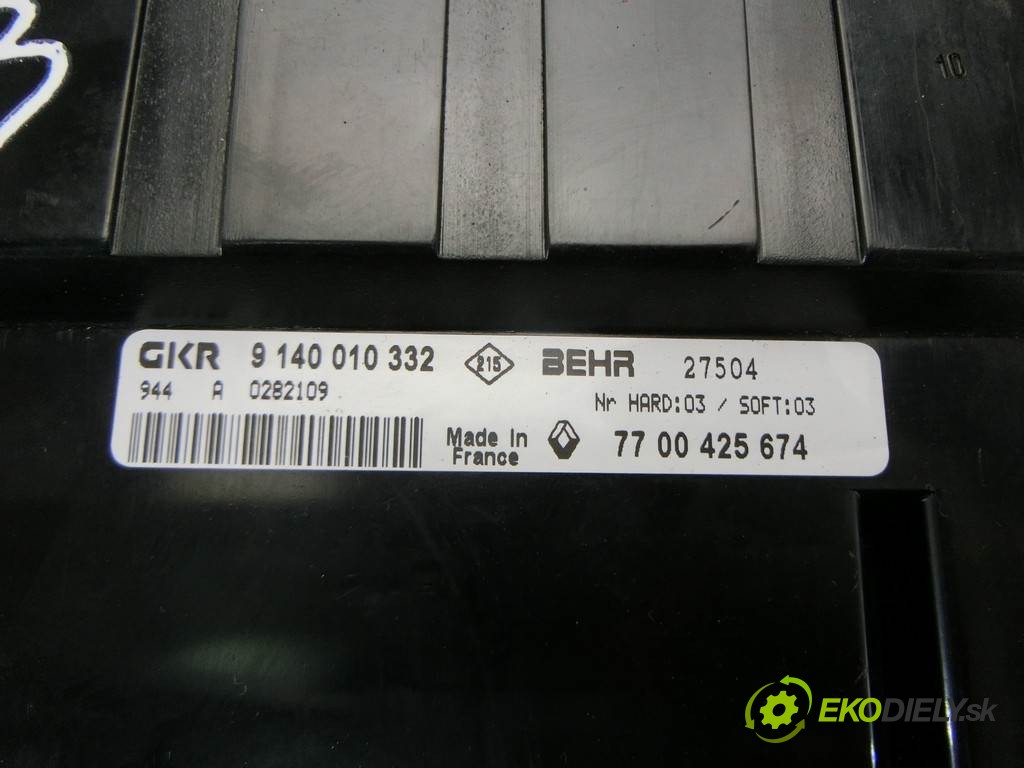 3
10
GKR 9 140 010 332 215 BEHR 27504
944 A 0282109 Nr HARD:03 / SOFT:03
Made In France 77 00 425 674
EKODIELY.sk